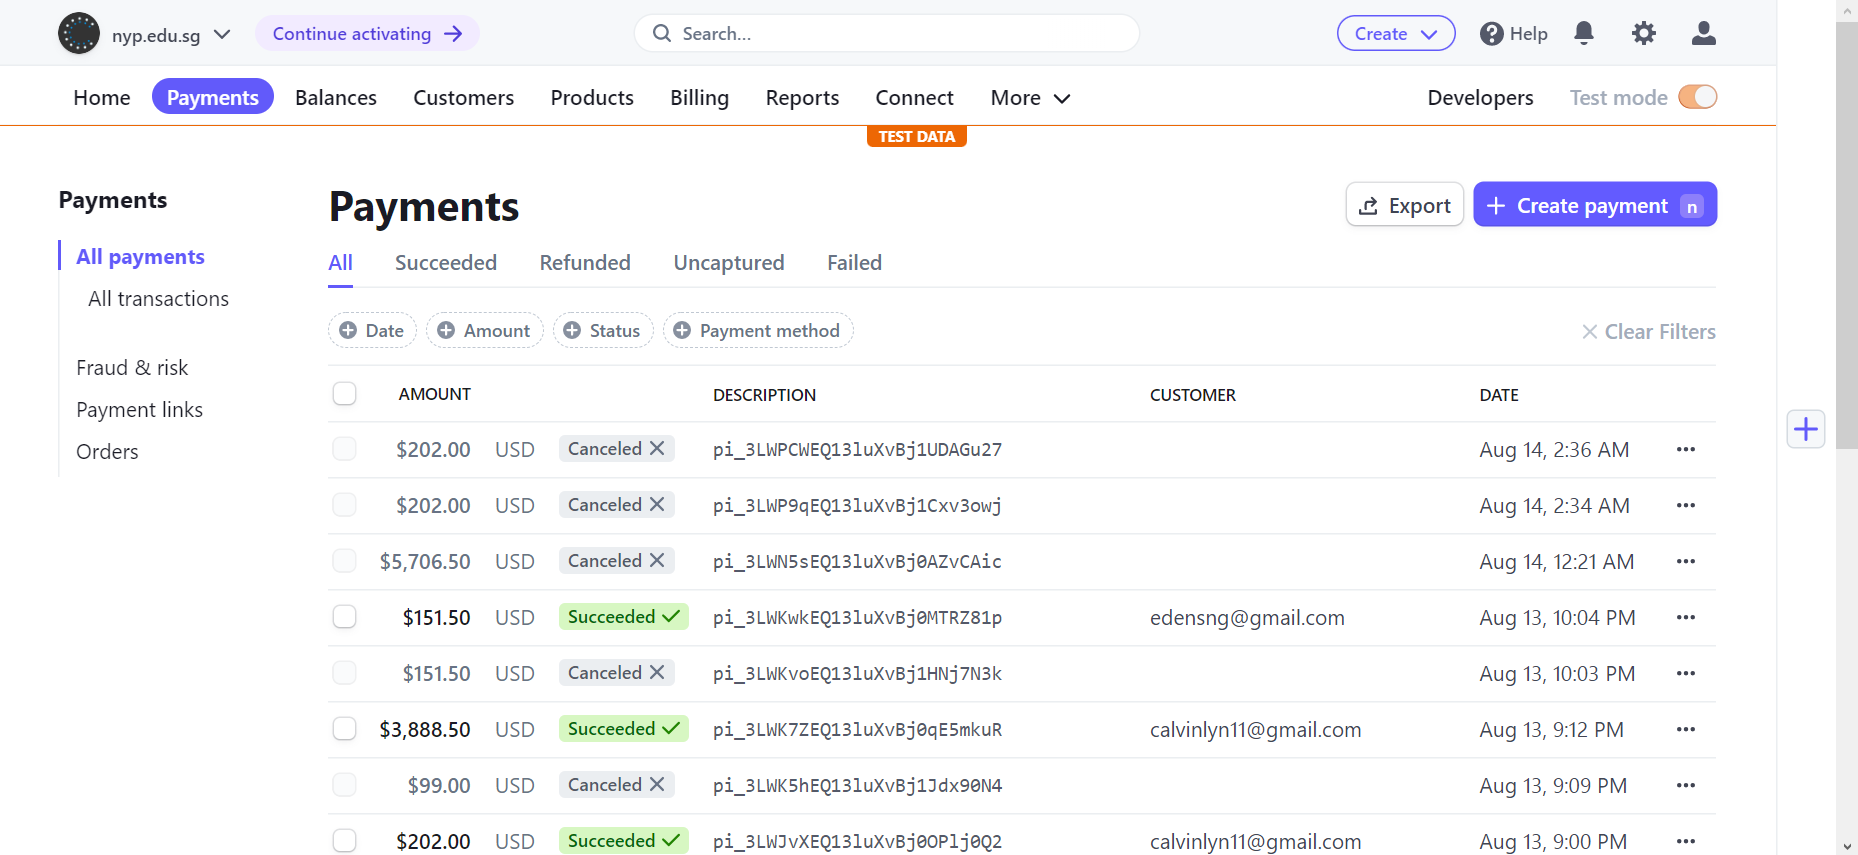 nyp.edu.sg Continue activating Search... Create Help
Home Payments Balances Customers Products Billing Reports Connect More Developers Test mode
TEST DATA
Payments
All payments
All transactions
Fraud & risk
Payment links
Orders
Payments Export Create payment n
All Succeeded Refunded Uncaptured Failed
Date Amount Status Payment method Clear Filters
AMOUNT DESCRIPTION CUSTOMER DATE
$202.00 USD Canceled pi_3LWPCWEQ13luXvBj1UDAGu27 Aug 14, 2:36 AM
$202.00 USD Canceled pi_3LWP9qEQ13luXvBj1Cxv3owj Aug 14, 2:34 AM
$5,706.50 USD Canceled pi_3LWN5sEQ13luXvBj0AZvCAic Aug 14, 12:21 AM
$151.50 USD Succeeded pi_3LWKwkEQ13luXvBj0MTRZ81p edensng@gmail.com Aug 13, 10:04 PM
$151.50 USD Canceled pi_3LWKvoEQ13luXvBj1HNj7N3k Aug 13, 10:03 PM
$3,888.50 USD Succeeded pi_3LWK7ZEQ13luXvBj0qE5mkuR calvinlyn11@gmail.com Aug 13, 9:12 PM
$99.00 USD Canceled pi_3LWK5hEQ13luXvBj1Jdx90N4 Aug 13, 9:09 PM
$202.00 USD Succeeded pi_3LWJvXEQ13luXvBj0OPlj0Q2 calvinlyn11@gmail.com Aug 13, 9:00 PM